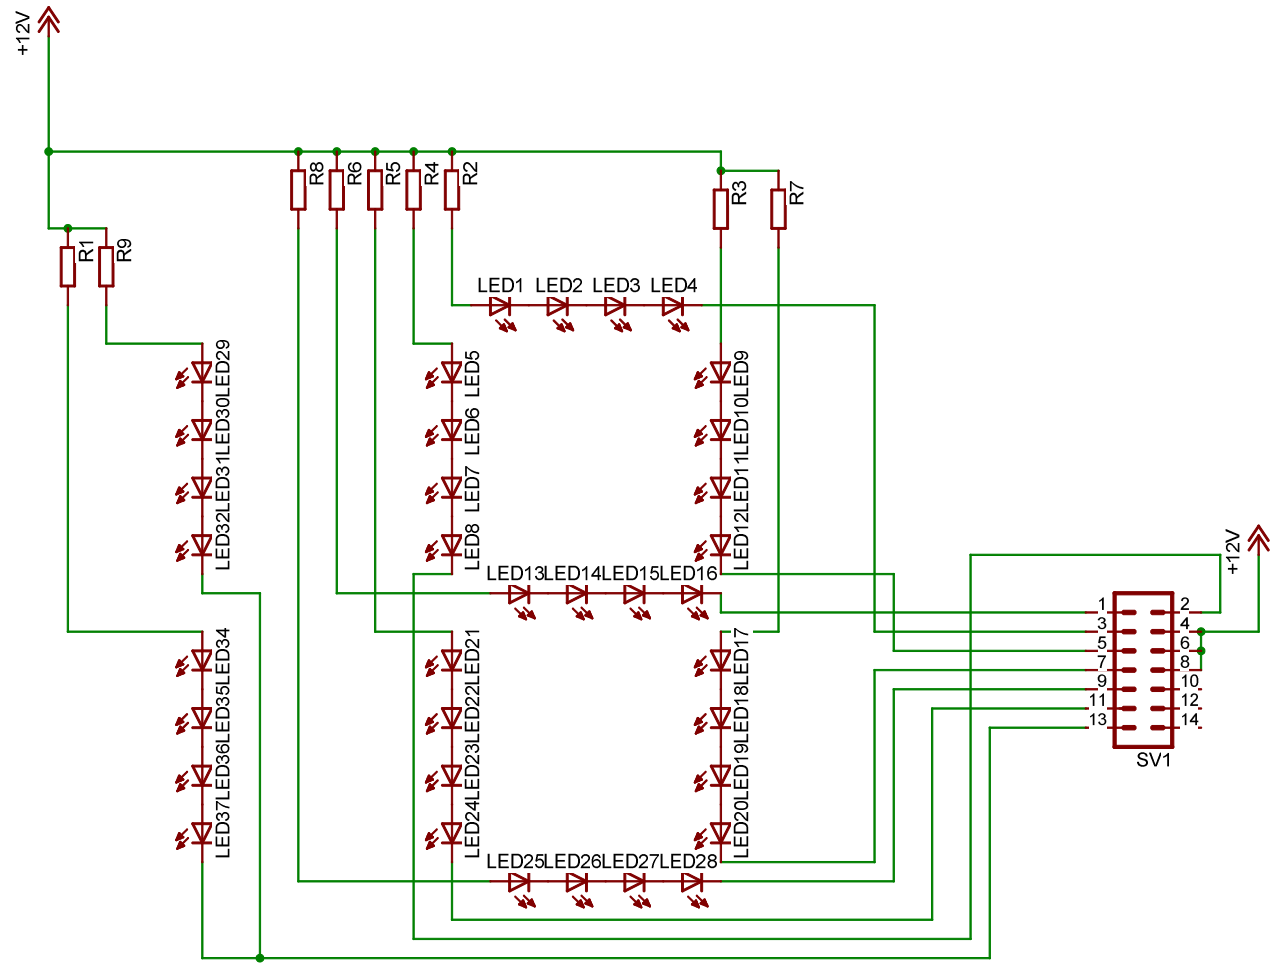 +12V
R8 R6 R5 R4 R2 R3 R7
R1 R9
LED1 LED2 LED3 LED4
LED29 LED5 LED9
LED30 LED6 LED10
LED31 LED7 LED11
LED32 LED8 LED12
+12V
LED13 LED14 LED15 LED16
1 2
3 4
5 6
7 8
9 10
11 12
13 14
SV1
LED34 LED21 LED17
LED35 LED22 LED18
LED36 LED23 LED19
LED37 LED24 LED20
LED25 LED26 LED27 LED28